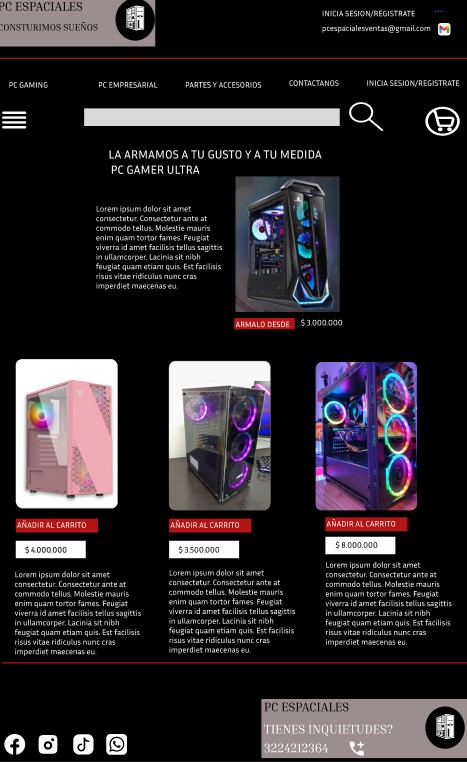 PC ESPACIALES
CONSTURIMOS SUEÑOS
INICIA SESION/REGISTRATE
pcespacialesventas@gmail.com
PC GAMING
PC EMPRESARIAL
PARTES Y ACCESORIOS
CONTACTANOS
INICIA SESION/REGISTRATE
LA ARMAMOS A TU GUSTO Y A TU MEDIDA
PC GAMER ULTRA
Lorem ipsum dolor sit amet
consectetur. Consectetur ante at
commodo tellus. Molestie mauris
enim quam tortor fames. Feugiat
viverra id amet facilisis tellus sagittis
in ullamcorper. Lacinia sit nibh
feugiat quam etiam quis. Est facilisis
risus vitae ridiculus nunc cras
imperdiet maecenas eu.
ARMALO DESDE
$ 3.000.000
AÑADIR AL CARRITO
$ 4.000.000
Lorem ipsum dolor sit amet
consectetur. Consectetur ante at
commodo tellus. Molestie mauris
enim quam tortor fames. Feugiat
viverra id amet facilisis tellus sagittis
in ullamcorper. Lacinia sit nibh
feugiat quam etiam quis. Est facilisis
risus vitae ridiculus nunc cras
imperdiet maecenas eu.
AÑADIR AL CARRITO
$ 3.500.000
Lorem ipsum dolor sit amet
consectetur. Consectetur ante at
commodo tellus. Molestie mauris
enim quam tortor fames. Feugiat
viverra id amet facilisis tellus sagittis
in ullamcorper. Lacinia sit nibh
feugiat quam etiam quis. Est facilisis
risus vitae ridiculus nunc cras
imperdiet maecenas eu.
AÑADIR AL CARRITO
$ 8.000.000
Lorem ipsum dolor sit amet
consectetur. Consectetur ante at
commodo tellus. Molestie mauris
enim quam tortor fames. Feugiat
viverra id amet facilisis tellus sagittis
in ullamcorper. Lacinia sit nibh
feugiat quam etiam quis. Est facilisis
risus vitae ridiculus nunc cras
imperdiet maecenas eu.
PC ESPACIALES
TIENES INQUIETUDES?
3224212364